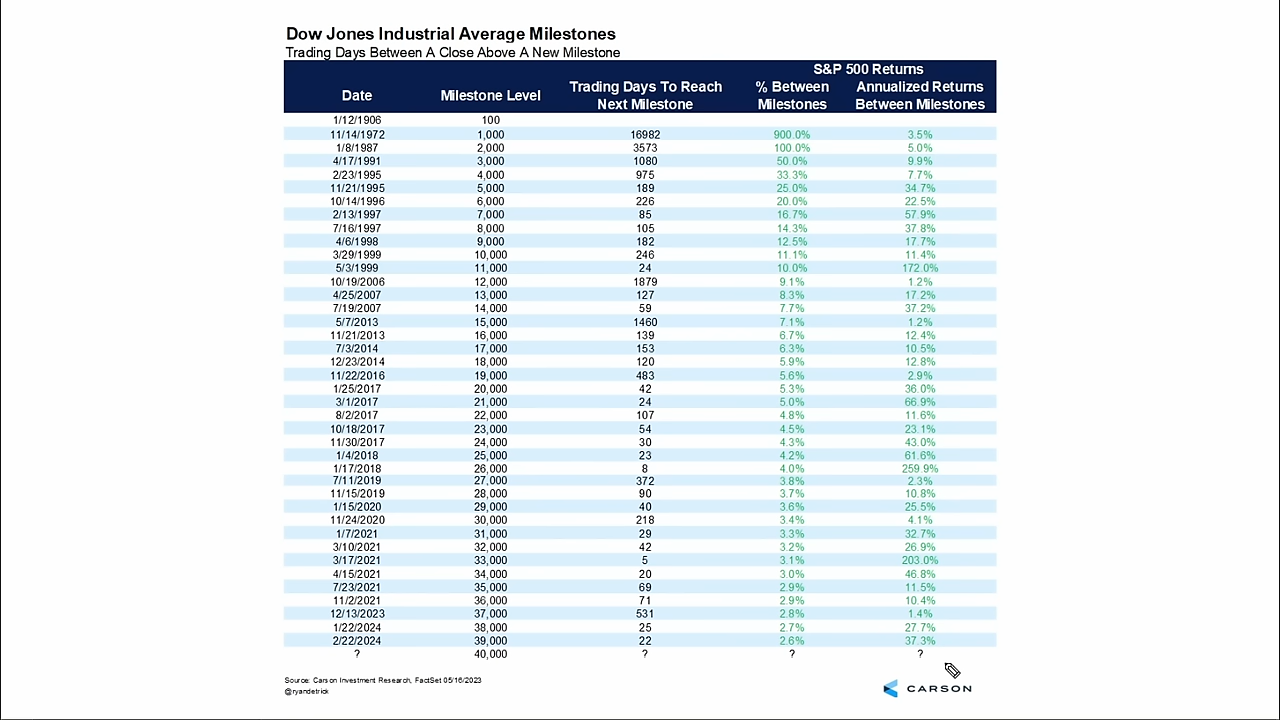 Dow Jones Industrial Average Milestones
Trading Days Between A Close Above A New Milestone
S&P 500 Returns
Date Milestone Level Trading Days To Reach Next Milestone % Between Milestones Annualized Returns Between Milestones
1/12/1906 100
11/14/1972 1,000 16982 900.0% 3.5%
1/8/1987 2,000 3573 100.0% 5.0%
4/17/1991 3,000 1080 50.0% 9.9%
2/23/1995 4,000 975 33.3% 7.7%
11/21/1995 5,000 189 25.0% 34.7%
10/14/1996 6,000 226 20.0% 22.5%
2/13/1997 7,000 85 16.7% 57.9%
7/16/1997 8,000 105 14.3% 37.8%
4/6/1998 9,000 182 12.5% 17.7%
3/29/1999 10,000 246 11.1% 11.4%
5/3/1999 11,000 24 10.0% 172.0%
10/19/2006 12,000 1879 9.1% 1.2%
4/25/2007 13,000 127 8.3% 17.2%
7/19/2007 14,000 59 7.7% 37.2%
5/7/2013 15,000 1460 7.1% 1.2%
11/21/2013 16,000 139 6.7% 12.4%
7/3/2014 17,000 153 6.3% 10.5%
12/23/2014 18,000 120 5.9% 12.8%
11/22/2016 19,000 483 5.6% 2.9%
1/25/2017 20,000 42 5.3% 36.0%
3/1/2017 21,000 24 5.0% 66.9%
8/2/2017 22,000 107 4.8% 11.6%
10/18/2017 23,000 54 4.5% 23.1%
11/30/2017 24,000 30 4.3% 43.0%
1/4/2018 25,000 23 4.2% 61.6%
1/17/2018 26,000 8 4.0% 259.9%
7/11/2019 27,000 372 3.8% 2.3%
11/15/2019 28,000 90 3.7% 10.8%
1/15/2020 29,000 40 3.6% 25.5%
11/24/2020 30,000 218 3.4% 4.1%
1/7/2021 31,000 29 3.3% 32.7%
3/10/2021 32,000 42 3.2% 26.9%
3/17/2021 33,000 5 3.1% 203.0%
4/15/2021 34,000 20 3.0% 46.8%
7/23/2021 35,000 69 2.9% 11.5%
11/2/2021 36,000 71 2.9% 10.4%
12/13/2023 37,000 531 2.8% 1.4%
1/22/2024 38,000 25 2.7% 27.7%
2/22/2024 39,000 22 2.6% 37.3%
? 40,000 ? ? ?
Source: Carson Investment Research, FactSet 05/16/2023
@ryandetrick
CARSON